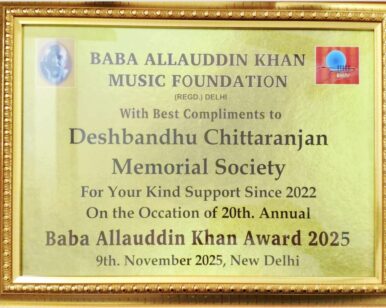 BABA ALLAUDDIN KHAN
MUSIC FOUNDATION
(REGD.) DELHI
With Best Compliments to
Deshbandhu Chittaranjan
Memorial Society
For Your Kind Support Since 2022
On the Occation of 20th. Annual
Baba Allauddin Khan Award 2025
9th. November 2025, New Delhi